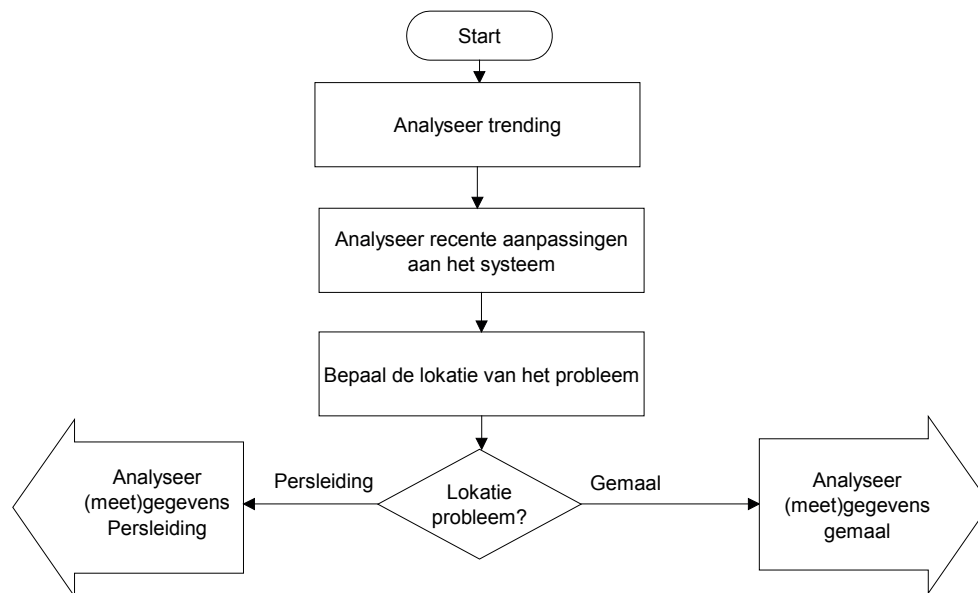 Start
Analyseer trending
Analyseer recente aanpassingen
aan het systeem
Bepaal de lokatie van het probleem
Analyseer
(meet)gegevens
Persleiding
Persleiding
Lokatie
probleem?
Gemaal
Analyseer
(meet)gegevens
gemaal